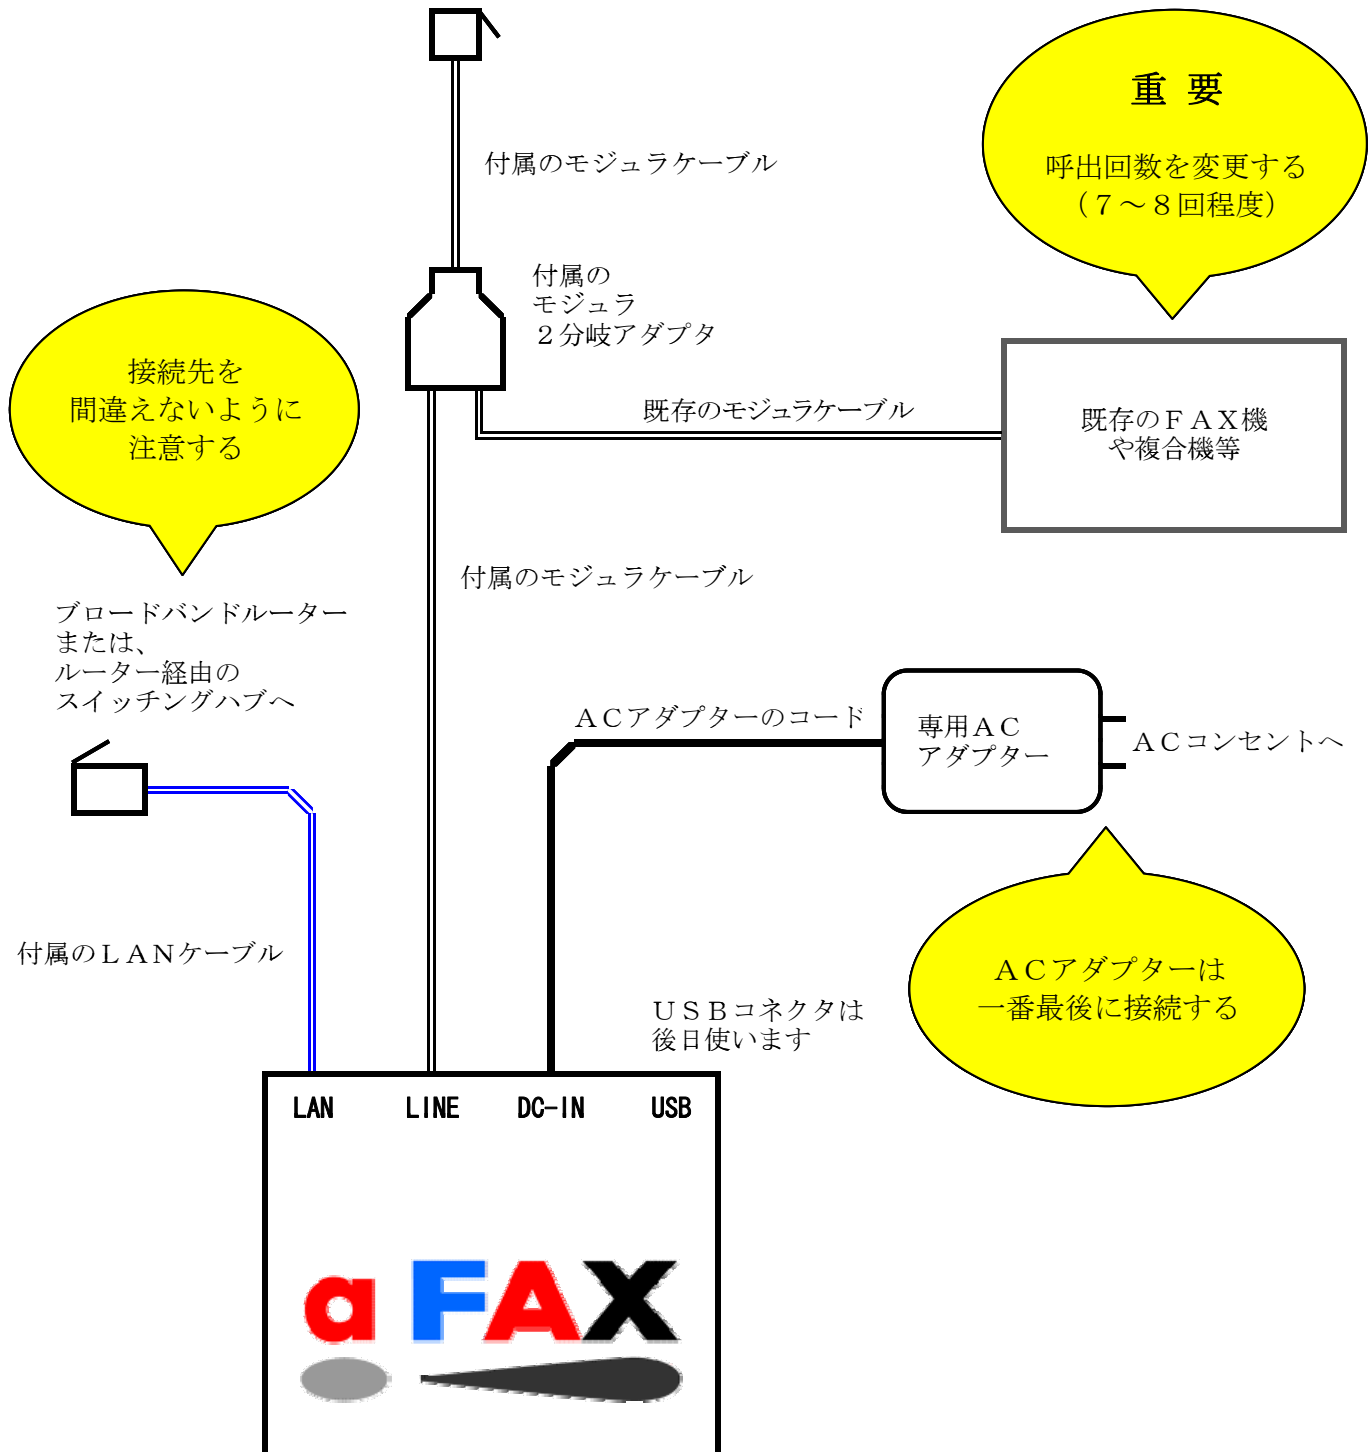 重 要
呼出回数を変更する
（７～８回程度）
付属のモジュラケーブル
付属の
モジュラ
２分岐アダプタ
接続先を
間違えないように
注意する
既存のモジュラケーブル
既存のＦＡＸ機
や複合機等
付属のモジュラケーブル
ブロードバンドルーター
または、
ルーター経由の
スイッチングハブへ
ＡＣアダプターのコード
専用ＡＣ
アダプター
ＡＣコンセントへ
付属のＬＡＮケーブル
ＡＣアダプターは
一番最後に接続する
ＵＳＢコネクタは
後日使います
LAN LINE DC-IN USB
a FAX